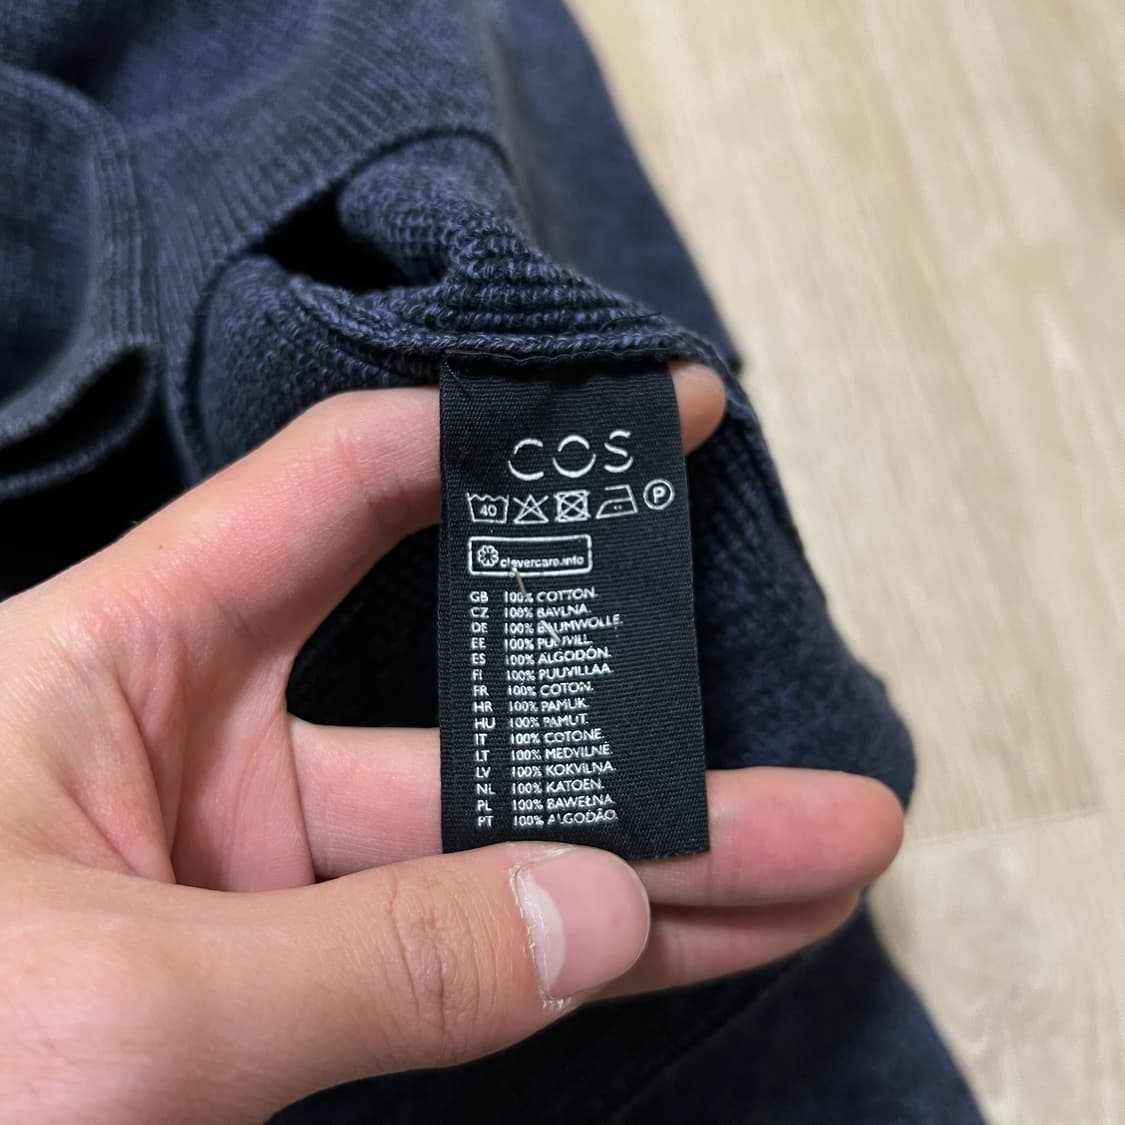 COS
40 P
clevercare.info
GB 100% COTTON.
CZ 100% BAVLNA.
DE 100% BAUMWOLLE.
EE 100% PUUVILL.
ES 100% ALGODÓN.
FI 100% PUUVILLAA.
FR 100% COTON.
HR 100% PAMUK.
HU 100% PAMUT.
IT 100% COTONE.
LT 100% MEDVILNĖ.
LV 100% KOKVILNA.
NL 100% KATOEN.
PL 100% BAWEŁNA.
PT 100% ALGODÃO.